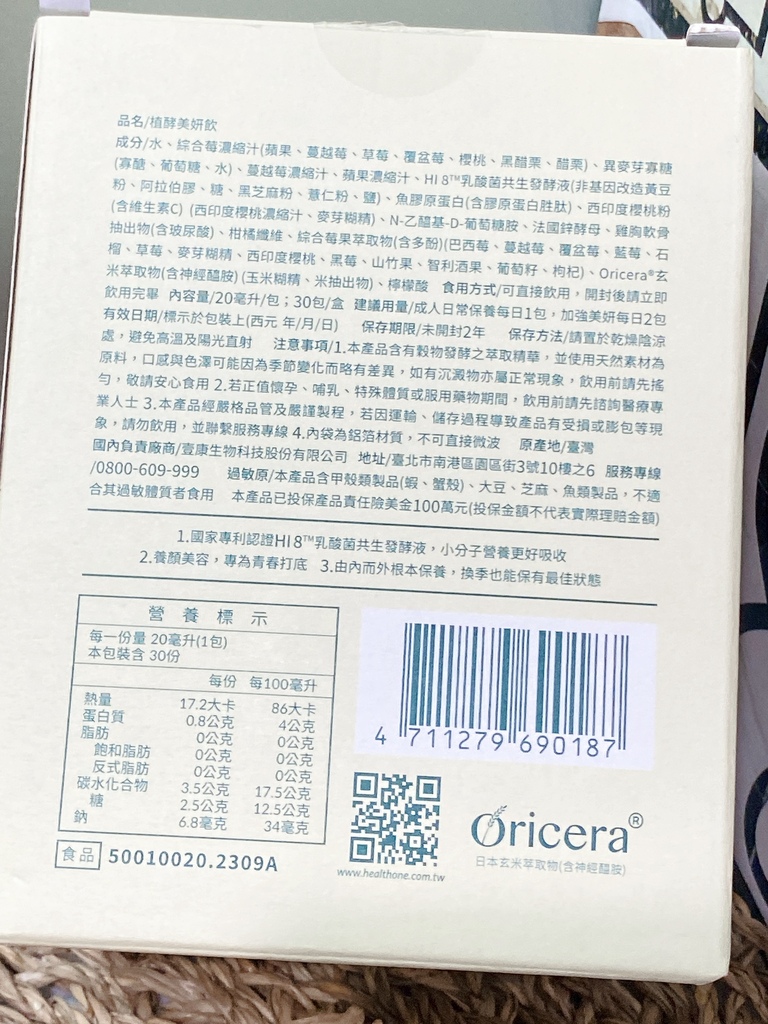 品名/植酵美妍飲
成分/水、綜合莓濃縮汁(蘋果、蔓越莓、草莓、覆盆莓、櫻桃、黑醋栗、醋栗)、異麥芽寡糖
(寡醣、葡萄糖、水)、蔓越莓濃縮汁、蘋果濃縮汁、HI 8™乳酸菌共生發酵液(非基因改造黃豆
粉、阿拉伯膠、糖、黑芝麻粉、薏仁粉、鹽)、魚膠原蛋白(含膠原蛋白胜肽)、西印度櫻桃粉
(含維生素C) (西印度櫻桃濃縮汁、麥芽糊精)、N-乙醯基-D-葡萄糖胺、法國鋅酵母、雞胸軟骨
抽出物(含玻尿酸)、柑橘纖維、綜合莓果萃取物(含多酚)(巴西莓、蔓越莓、覆盆莓、藍莓、石
榴、草莓、麥芽糊精、西印度櫻桃、黑莓、山竹果、智利酒果、葡萄籽、枸杞)、Oricera®玄
米萃取物(含神經醯胺) (玉米糊精、米抽出物)、檸檬酸 食用方式/可直接飲用，開封後請立即
飲用完畢 內容量/20毫升/包；30包/盒 建議用量/成人日常保養每日1包，加強美妍每日2包
有效日期/標示於包裝上(西元 年/月/日) 保存期限/未開封2年 保存方法/請置於乾燥陰涼
處，避免高溫及陽光直射 注意事項/1.本產品含有穀物發酵之萃取精華，並使用天然素材為
原料，口感與色澤可能因為季節變化而略有差異，如有沉澱物亦屬正常現象，飲用前請先搖
勻，敬請安心食用 2.若正值懷孕、哺乳、特殊體質或服用藥物期間，飲用前請先諮詢醫療專
業人士 3.本產品經嚴格品管及嚴謹製程，若因運輸、儲存過程導致產品有受損或膨包等現
象，請勿飲用，並聯繫服務專線 4.內袋為鋁箔材質，不可直接微波 原產地/臺灣
國內負責廠商/壹康生物科技股份有限公司 地址/臺北市南港區園區街3號10樓之6 服務專線
/0800-609-999 過敏原/本產品含甲殼類製品(蝦、蟹殼)、大豆、芝麻、魚類製品，不適
合其過敏體質者食用 本產品已投保產品責任險美金100萬元(投保金額不代表實際理賠金額)
1.國家專利認證HI 8™乳酸菌共生發酵液，小分子營養更好吸收
2.養顏美容，專為青春打底 3.由內而外根本保養，換季也能保有最佳狀態
營養標示
每一份量 20毫升(1包)
本包裝含 30份
每份 每100毫升
熱量 17.2大卡 86大卡
蛋白質 0.8公克 4公克
脂肪 0公克 0公克
飽和脂肪 0公克 0公克
反式脂肪 0公克 0公克
碳水化合物 3.5公克 17.5公克
糖 2.5公克 12.5公克
鈉 6.8毫克 34毫克
食品 50010020.2309A
4 711279 690187
www.healthone.com.tw
Oricera®
日本玄米萃取物(含神經醯胺)